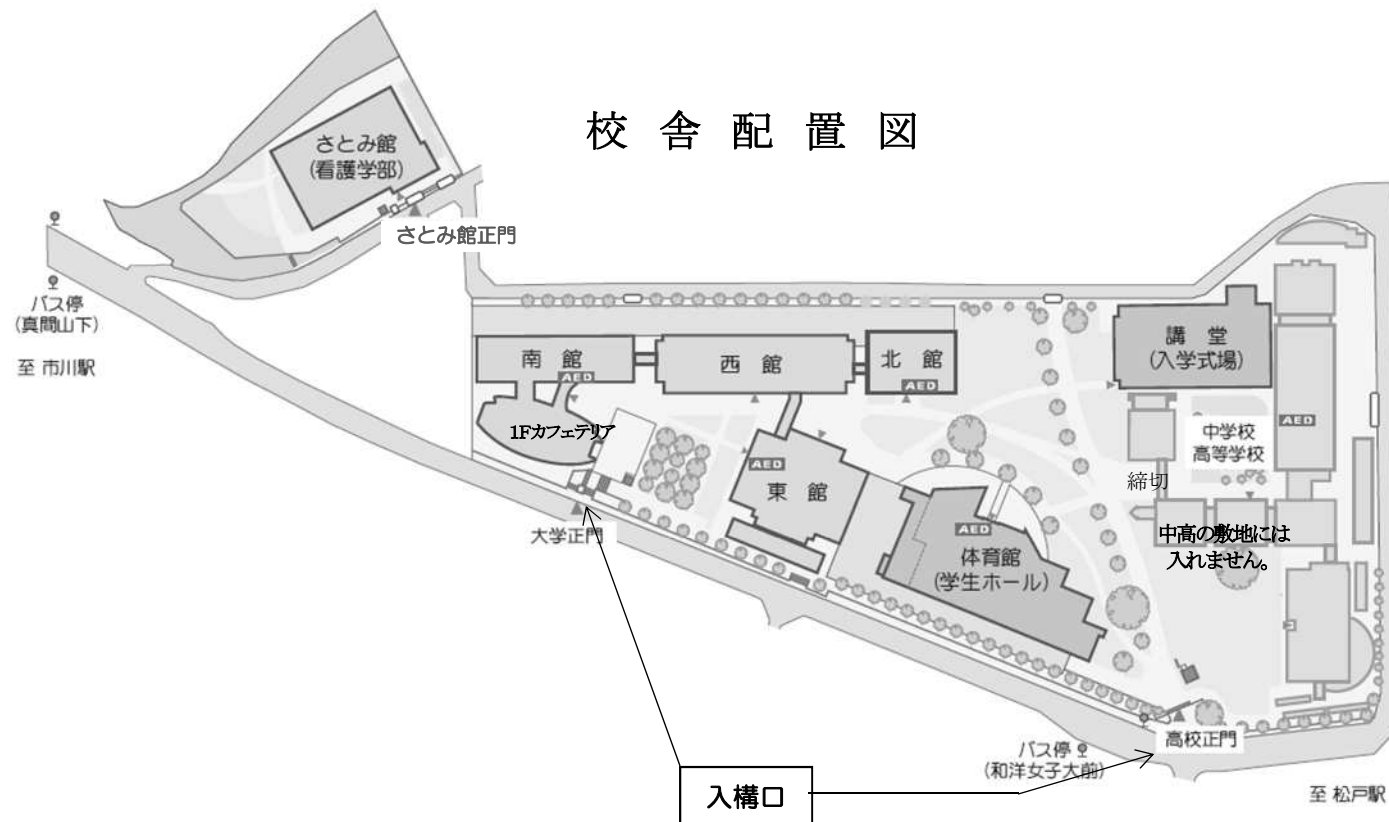 校舎配置図
さとみ館
(看護学部)
さとみ館正門
バス停
(真間山下)
至 市川駅
南 館
AED
西 館
北 館
AED
講 堂
(入学式場)
1Fカフェテリア
AED
東 館
大学正門
AED
体育館
(学生ホール)
中学校
高等学校
AED
締切
中高の敷地には
入れません。
高校正門
バス停
(和洋女子大前)
入構口
至 松戸駅